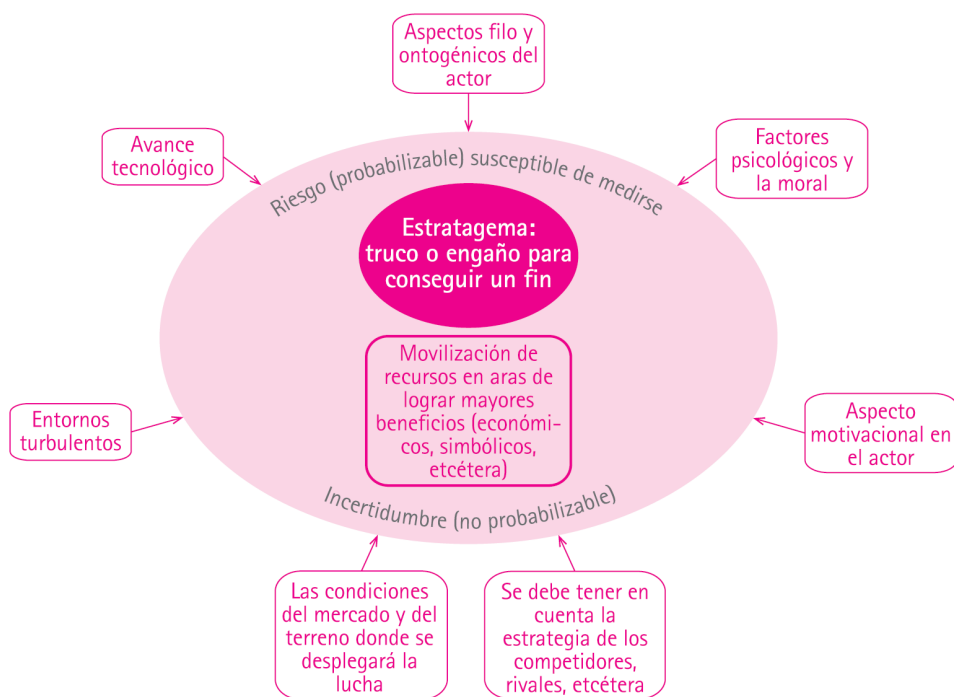 Aspectos filo y
ontogénicos del
actor
Avance
tecnológico
Factores
psicológicos y
la moral
Riesgo (probabilizable) susceptible de medirse
Estratagema:
truco o engaño para
conseguir un fin
Movilización de
recursos en aras de
lograr mayores
beneficios (económi-
cos, simbólicos,
etcétera)
Entornos
turbulentos
Aspecto
motivacional en
el actor
Incertidumbre (no probabilizable)
Las condiciones
del mercado y del
terreno donde se
desplegará la
lucha
Se debe tener en
cuenta la
estrategia de los
competidores,
rivales, etcétera